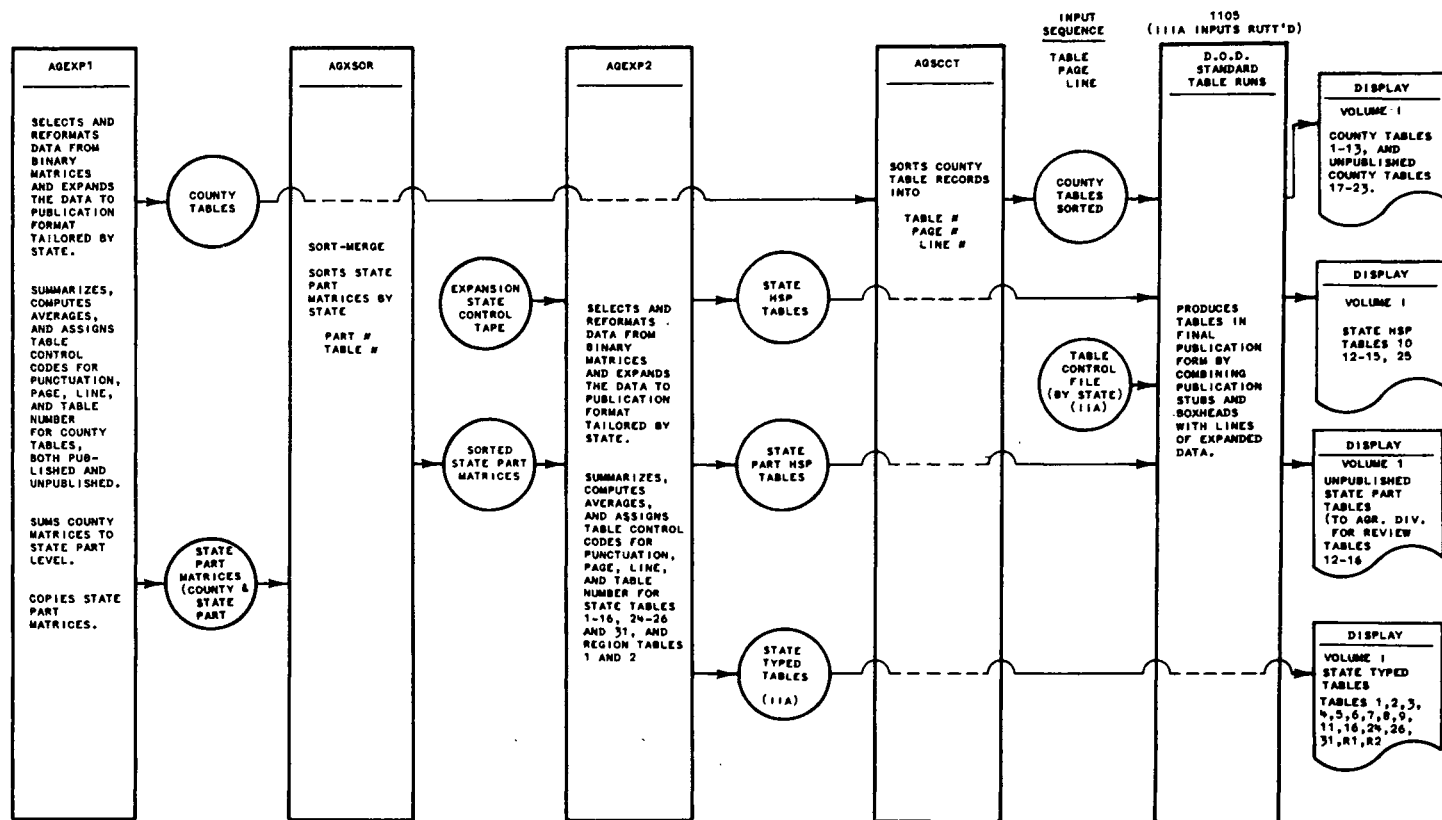 AGEXP1
SELECTS AND
REFORMATS
DATA FROM
BINARY
MATRICES
AND EXPANDS
THE DATA TO
PUBLICATION
FORMAT
TAILORED BY
STATE.
SUMMARIZES,
COMPUTES
AVERAGES,
AND ASSIGNS
TABLE
CONTROL
CODES FOR
PUNCTUATION,
PAGE, LINE,
AND TABLE
NUMBER
FOR COUNTY
TABLES,
BOTH PUB-
LISHED AND
UNPUBLISHED.
SUMS COUNTY
MATRICES TO
STATE PART
LEVEL.
COPIES STATE
PART
MATRICES.
COUNTY
TABLES
STATE
PART
MATRICES
(COUNTY &
STATE
PART
AGXSOR
SORT-MERGE
SORTS STATE
PART
MATRICES BY
STATE
PART #
TABLE #
EXPANSION
STATE
CONTROL
TAPE
SORTED
STATE PART
MATRICES
AGEXP2
SELECTS AND
REFORMATS
DATA FROM
BINARY
MATRICES
AND EXPANDS
THE DATA TO
PUBLICATION
FORMAT
TAILORED BY
STATE.
SUMMARIZES,
COMPUTES
AVERAGES,
AND ASSIGNS
TABLE CONTROL
CODES FOR
PUNCTUATION,
PAGE, LINE,
AND TABLE
NUMBER FOR
STATE TABLES
1-16, 24-26
AND 31, AND
REGION TABLES
1 AND 2
STATE
HSP
TABLES
STATE
PART HSP
TABLES
STATE
TYPED
TABLES
(IIA)
AGSCCT
SORTS COUNTY
TABLE RECORDS
INTO
TABLE #
PAGE #
LINE #
INPUT
SEQUENCE
TABLE
PAGE
LINE
COUNTY
TABLES
SORTED
TABLE
CONTROL
FILE
(BY STATE)
(IIA)
1105
(IIIA INPUTS RUTT'D)
D.O.D.
STANDARD
TABLE RUNS
PRODUCES
TABLES IN
FINAL
PUBLICATION
FORM BY
COMBINING
PUBLICATION
STUBS AND
BOXHEADS
WITH LINES
OF EXPANDED
DATA.
DISPLAY
VOLUME I
COUNTY TABLES
1-13, AND
UNPUBLISHED
COUNTY TABLES
17-23.
DISPLAY
VOLUME I
STATE HSP
TABLES 10
12-15, 25
DISPLAY
VOLUME 1
UNPUBLISHED
STATE PART
TABLES
(TO AGR. DIV.
FOR REVIEW
TABLES
12-16
DISPLAY
VOLUME I
STATE TYPED
TABLES
TABLES 1,2,3,
4,5,6,7,8,9,
11,16,24,26,
31,R1,R2